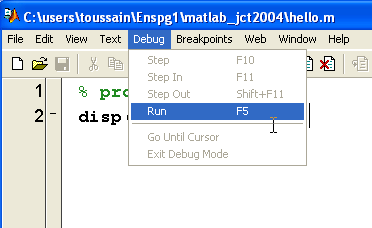 C:\users\toussain\Enspg1\matlab_jct2004\hello.m
File Edit View Text Debug Breakpoints Web Window Help
Step F10
Step In F11
Step Out Shift+F11
Run F5
Go Until Cursor
Exit Debug Mode
1 % pro
2 - disp